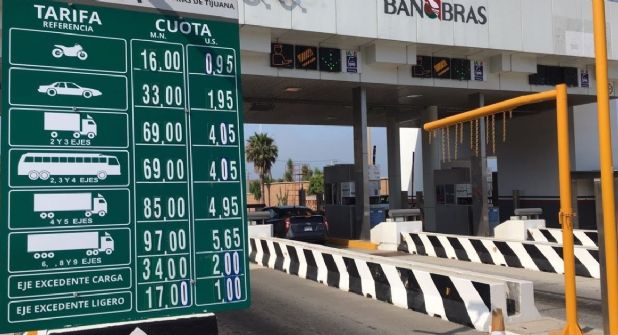 DE TIJUANA
TARIFA CUOTA
REFERENCIA M.N. U.S.
16.00 0.95
33.00 1.95
2 Y 3 EJES 69.00 4.05
2, 3 Y 4 EJES 69.00 4.05
4 Y 5 EJES 85.00 4.95
6, 8 Y 9 EJES 97.00 5.65
EJE EXCEDENTE CARGA 34.00 2.00
EJE EXCEDENTE LIGERO 17.00 1.00
BANOBRAS